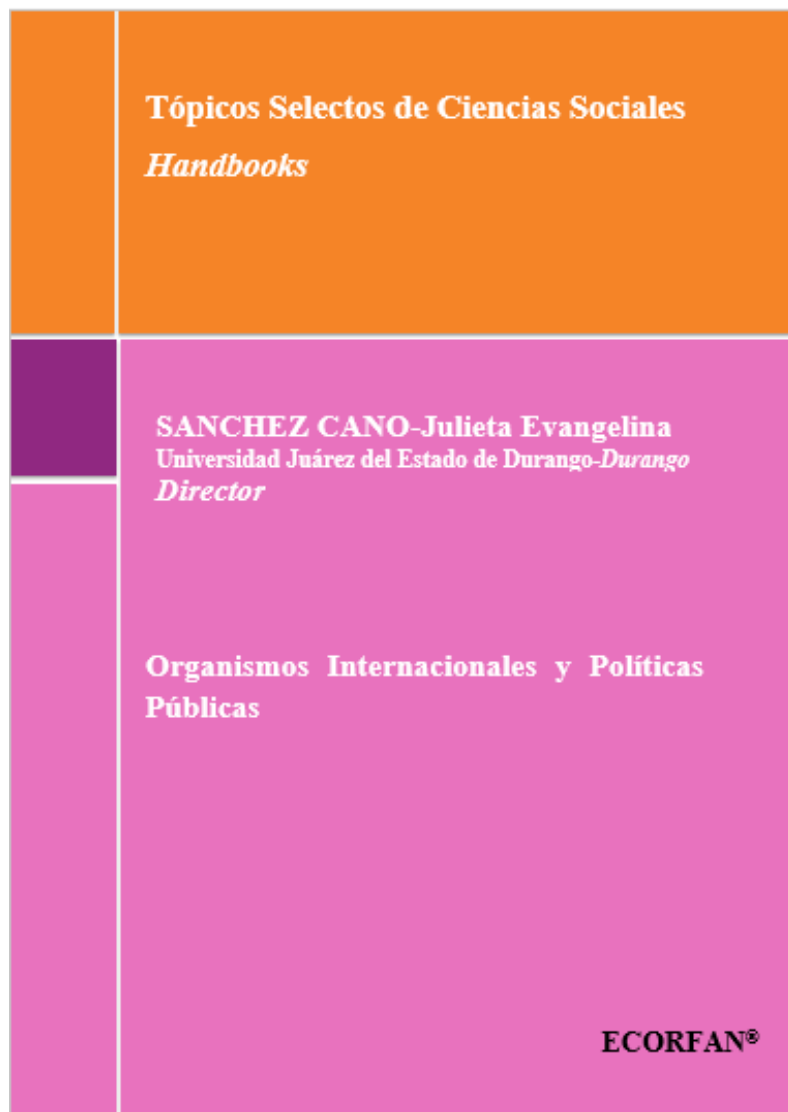 Tópicos Selectos de Ciencias Sociales
Handbooks
SANCHEZ CANO-Julieta Evangelina
Universidad Juárez del Estado de Durango-Durango
Director
Organismos Internacionales y Políticas
Públicas
ECORFAN®